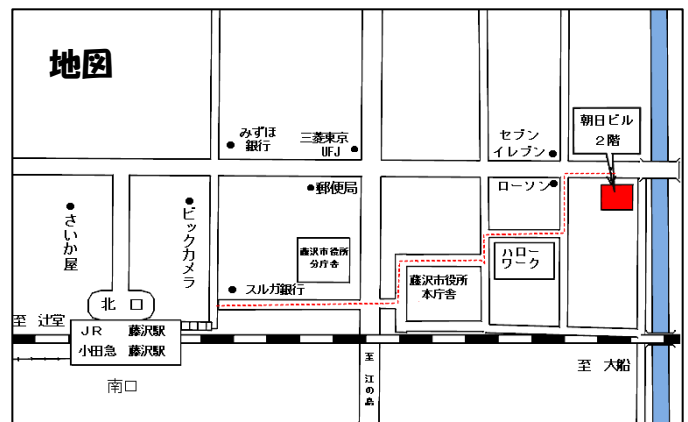 地図
朝日ビル
2階
みずほ
銀行
三菱東京
UFJ
セブン
イレブン
郵便局
ローソン
さいか屋
ビックカメラ
藤沢市役所
分庁舎
ハロー
ワーク
藤沢市役所
本庁舎
スルガ銀行
北口
至 辻堂
JR 藤沢駅
小田急 藤沢駅
至 江の島
至 大船
南口